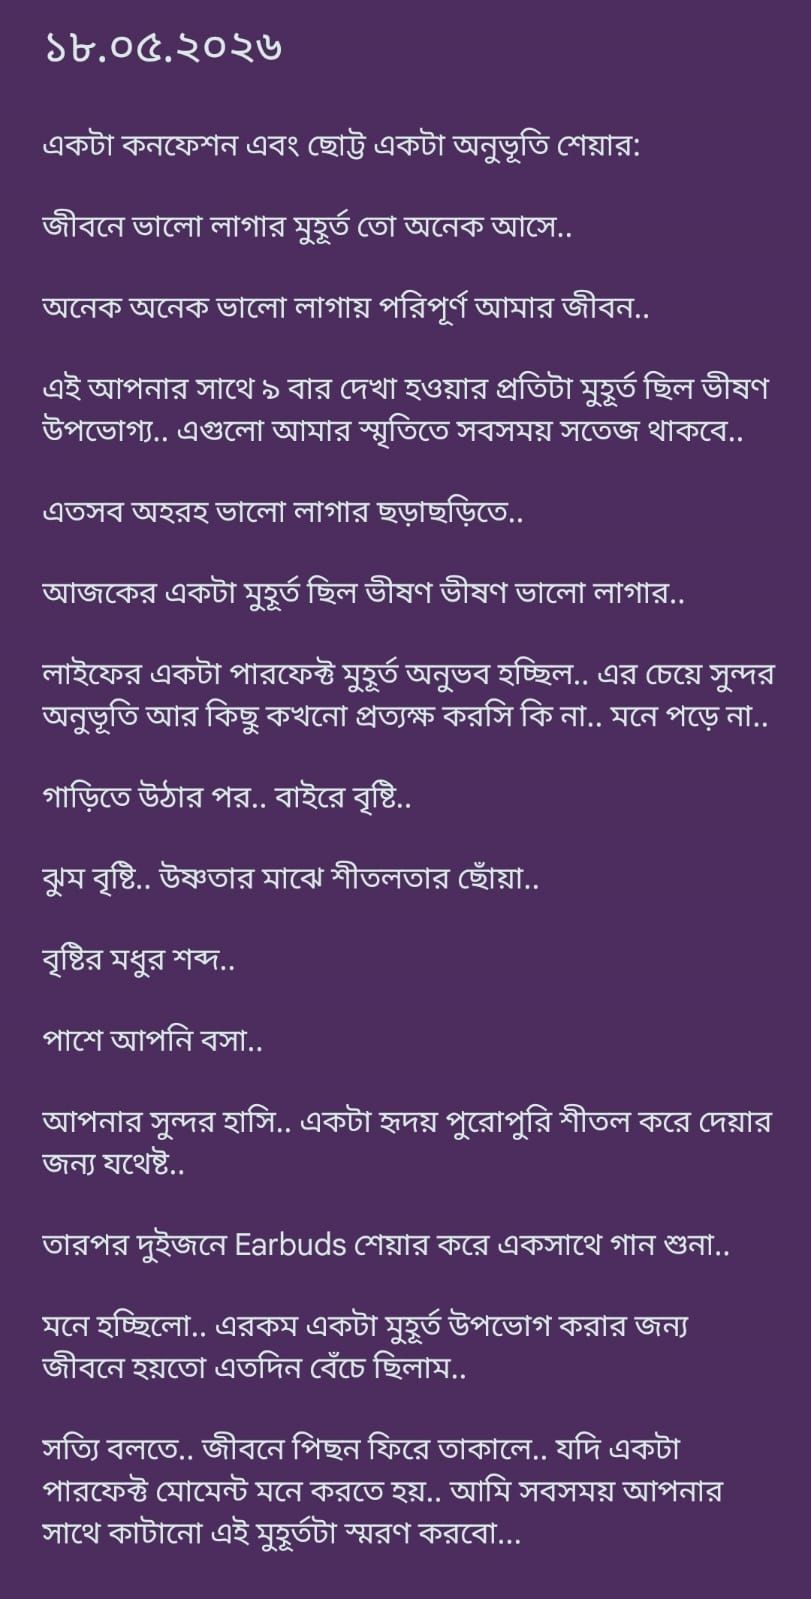 ১৮.০৫.২০২৬
একটা কনফেশন এবং ছোট্ট একটা অনুভূতি শেয়ার:
জীবনে ভালো লাগার মুহূর্ত তো অনেক আসে..
অনেক অনেক ভালো লাগায় পরিপূর্ণ আমার জীবন..
এই আপনার সাথে ৯ বার দেখা হওয়ার প্রতিটা মুহূর্ত ছিল ভীষণ
উপভোগ্য.. এগুলো আমার স্মৃতিতে সবসময় সতেজ থাকবে..
এতসব অহরহ ভালো লাগার ছড়াছড়িতে..
আজকের একটা মুহূর্ত ছিল ভীষণ ভীষণ ভালো লাগার..
লাইফের একটা পারফেক্ট মুহূর্ত অনুভব হচ্ছিল.. এর চেয়ে সুন্দর
অনুভূতি আর কিছু কখনো প্রত্যক্ষ করসি কি না.. মনে পড়ে না..
গাড়িতে উঠার পর.. বাইরে বৃষ্টি..
ঝুম বৃষ্টি.. উষ্ণতার মাঝে শীতলতার ছোঁয়া..
বৃষ্টির মধুর শব্দ..
পাশে আপনি বসা..
আপনার সুন্দর হাসি.. একটা হৃদয় পুরোপুরি শীতল করে দেয়ার
জন্য যথেষ্ট..
তারপর দুইজনে Earbuds শেয়ার করে একসাথে গান শুনা..
মনে হচ্ছিলো.. এরকম একটা মুহূর্ত উপভোগ করার জন্য
জীবনে হয়তো এতদিন বেঁচে ছিলাম..
সত্যি বলতে.. জীবনে পিছন ফিরে তাকালে.. যদি একটা
পারফেক্ট মোমেন্ট মনে করতে হয়.. আমি সবসময় আপনার
সাথে কাটানো এই মুহূর্তটা স্মরণ করবো...